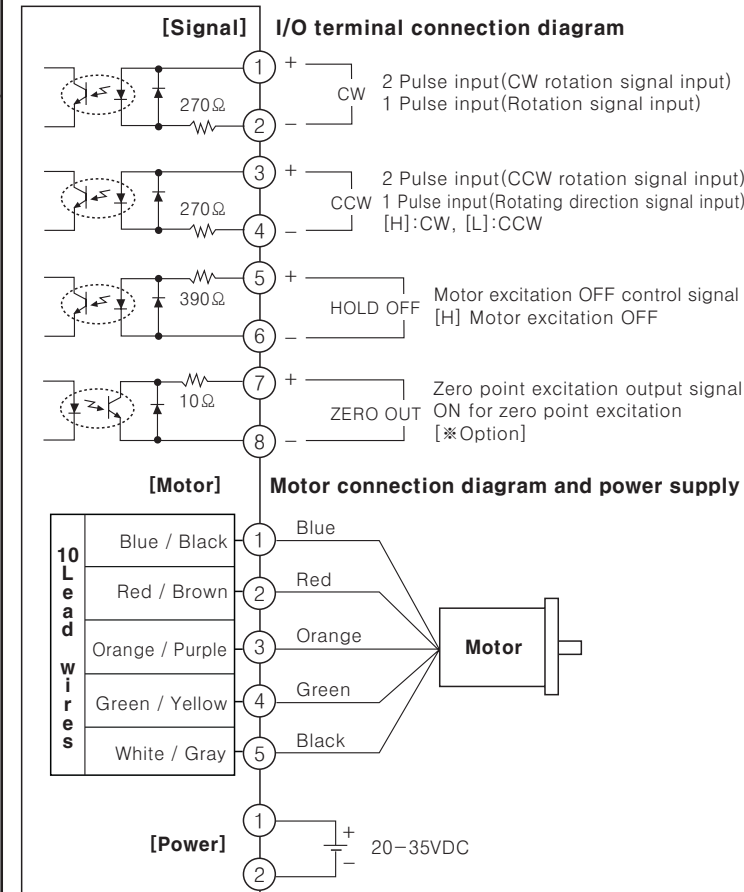 [Signal] I/O terminal connection diagram
1 +
CW
2 Pulse input(CW rotation signal input)
1 Pulse input(Rotation signal input)
270Ω
2 −
3 +
CCW
2 Pulse input(CCW rotation signal input)
1 Pulse input(Rotating direction signal input)
[H]:CW, [L]:CCW
270Ω
4 −
5 +
390Ω
HOLD OFF
Motor excitation OFF control signal
[H] Motor excitation OFF
6 −
7 +
10Ω
ZERO OUT
Zero point excitation output signal
ON for zero point excitation
[※Option]
8 −
[Motor] Motor connection diagram and power supply
10 Lead wires
Blue / Black 1 Blue
Red / Brown 2 Red
Orange / Purple 3 Orange
Green / Yellow 4 Green
White / Gray 5 Black
Motor
[Power]
1
+
20−35VDC
−
2